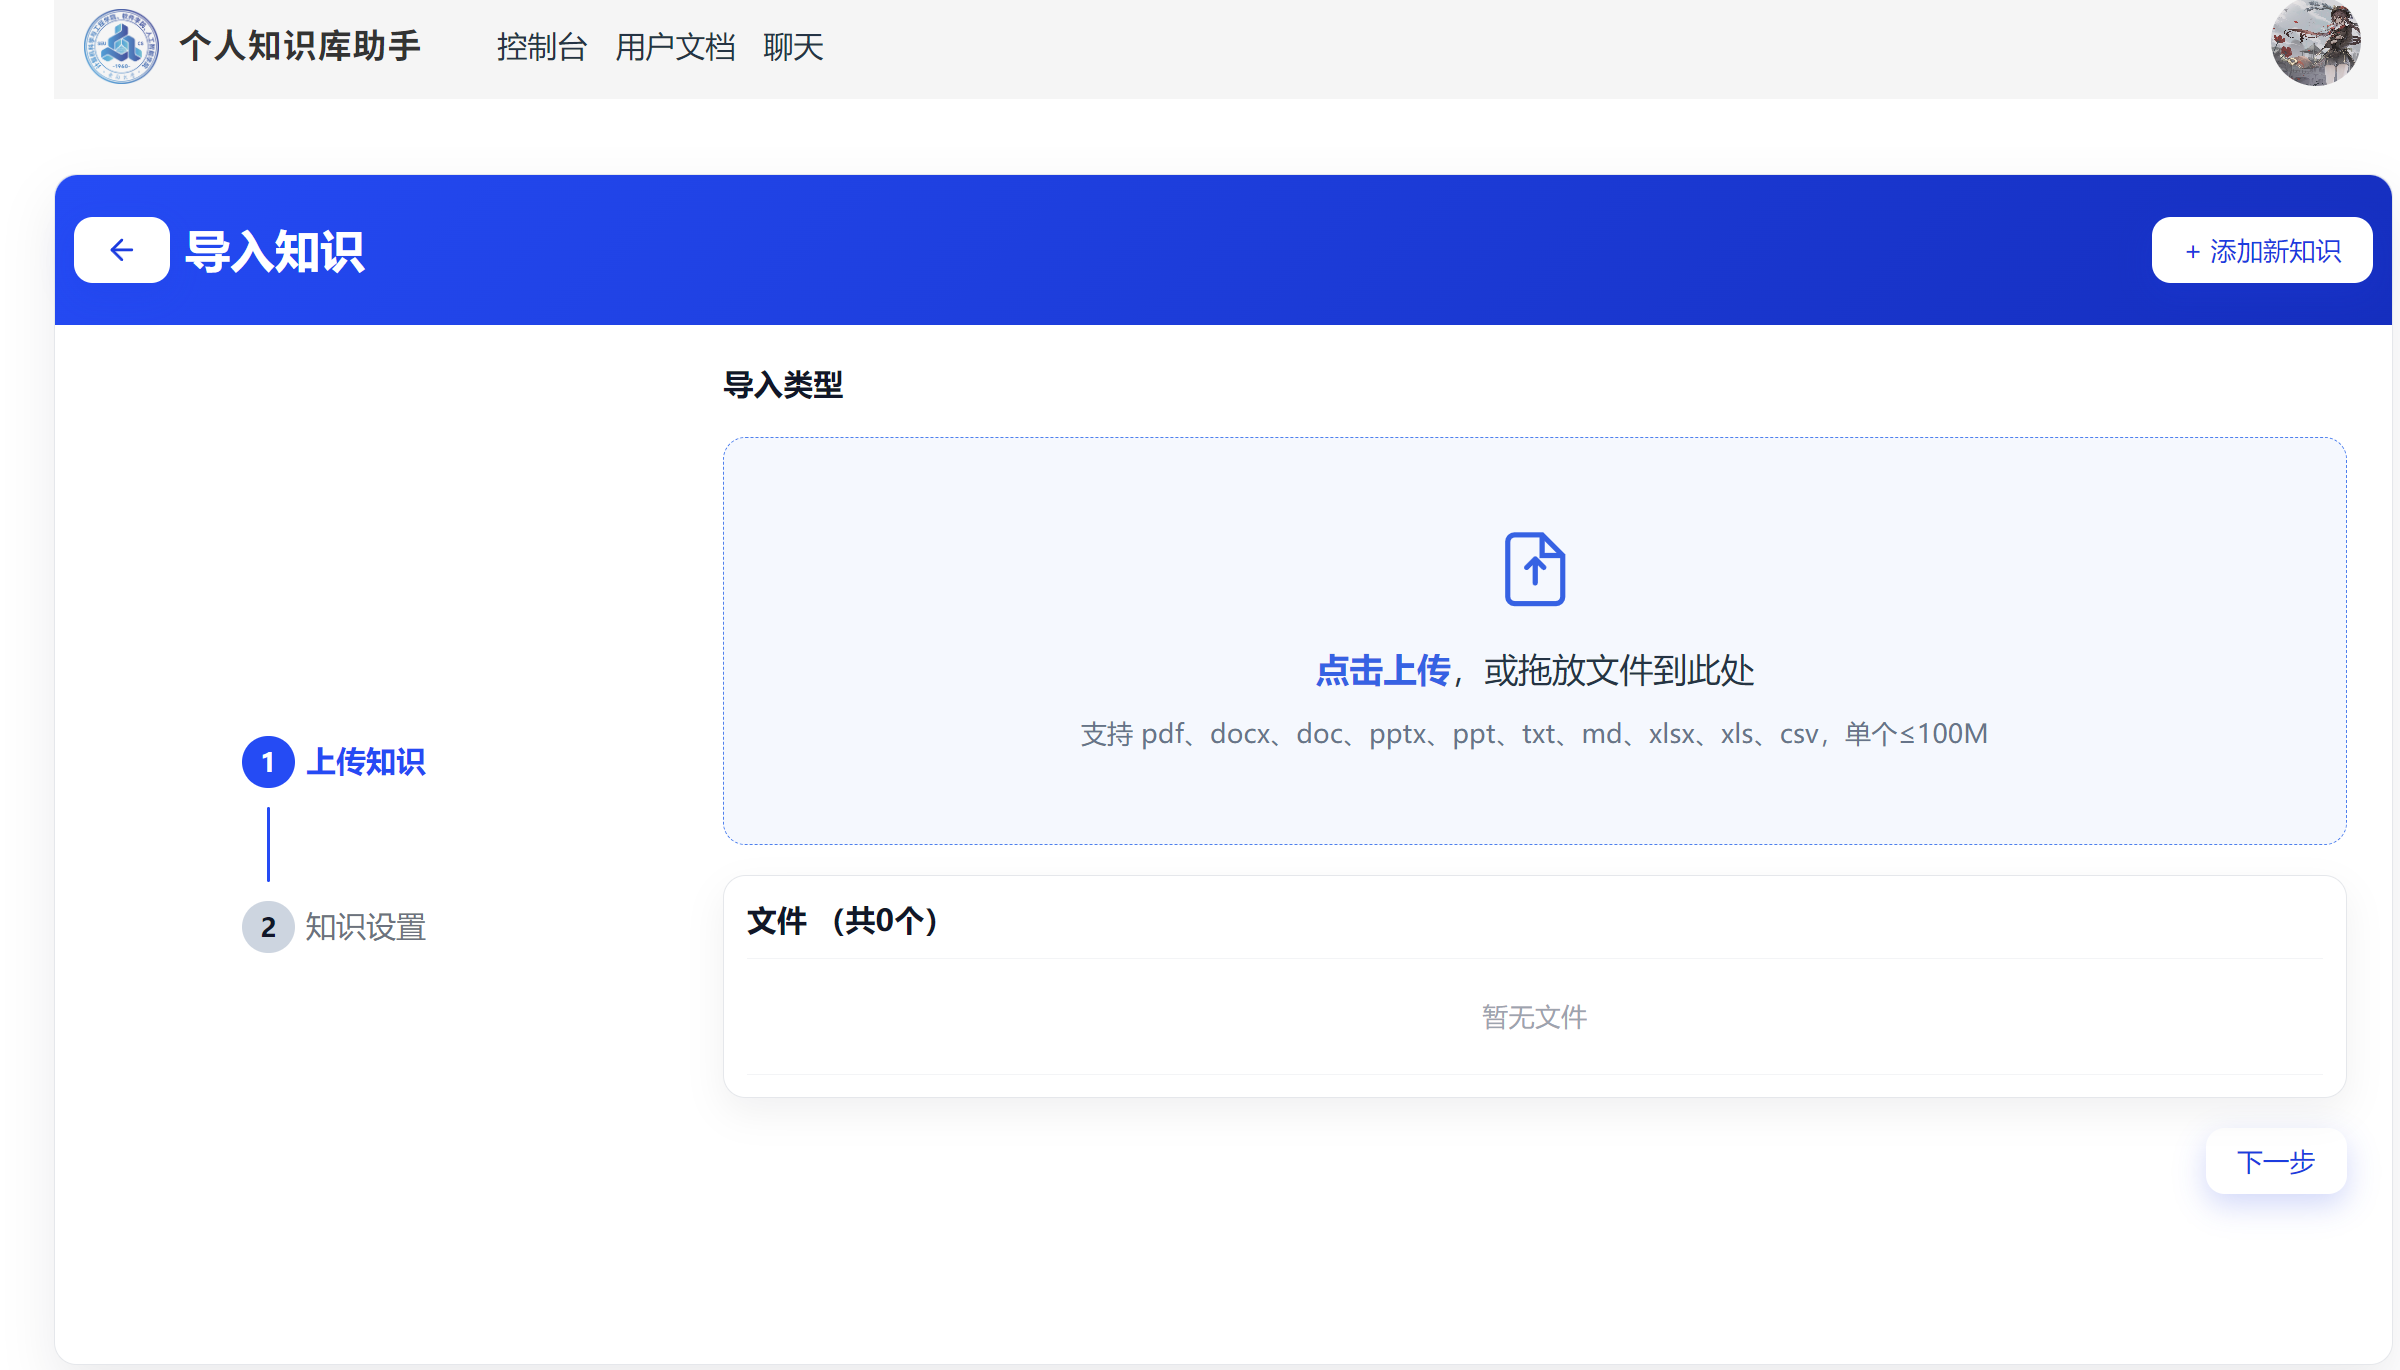 个人知识库助手
控制台 用户文档 聊天
导入知识
+ 添加新知识
导入类型
点击上传，或拖放文件到此处
支持 pdf、docx、doc、pptx、ppt、txt、md、xlsx、xls、csv，单个≤100M
1 上传知识
2 知识设置
文件 （共0个）
暂无文件
下一步